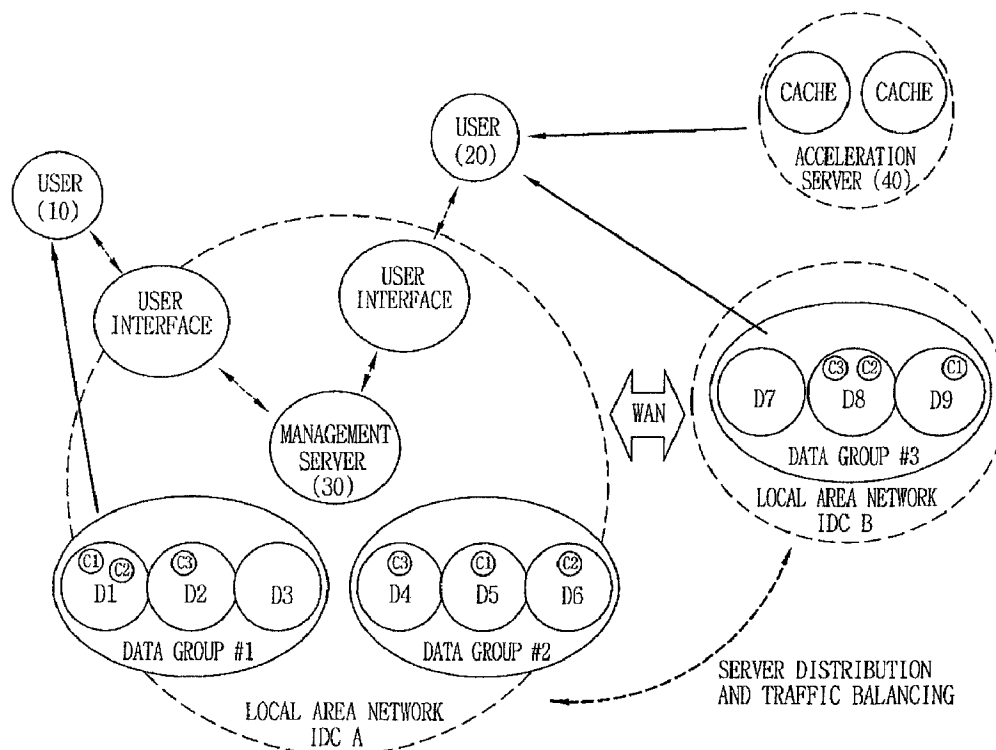 CACHE
CACHE
ACCELERATION
SERVER (40)
USER
(20)
USER
(10)
USER
INTERFACE
USER
INTERFACE
MANAGEMENT
SERVER
(30)
WAN
D7
C3
C2
D8
C1
D9
DATA GROUP #3
LOCAL AREA NETWORK
IDC B
C1
C2
D1
C3
D2
D3
DATA GROUP #1
C3
D4
C1
D5
C2
D6
DATA GROUP #2
LOCAL AREA NETWORK
IDC A
SERVER DISTRIBUTION
AND TRAFFIC BALANCING